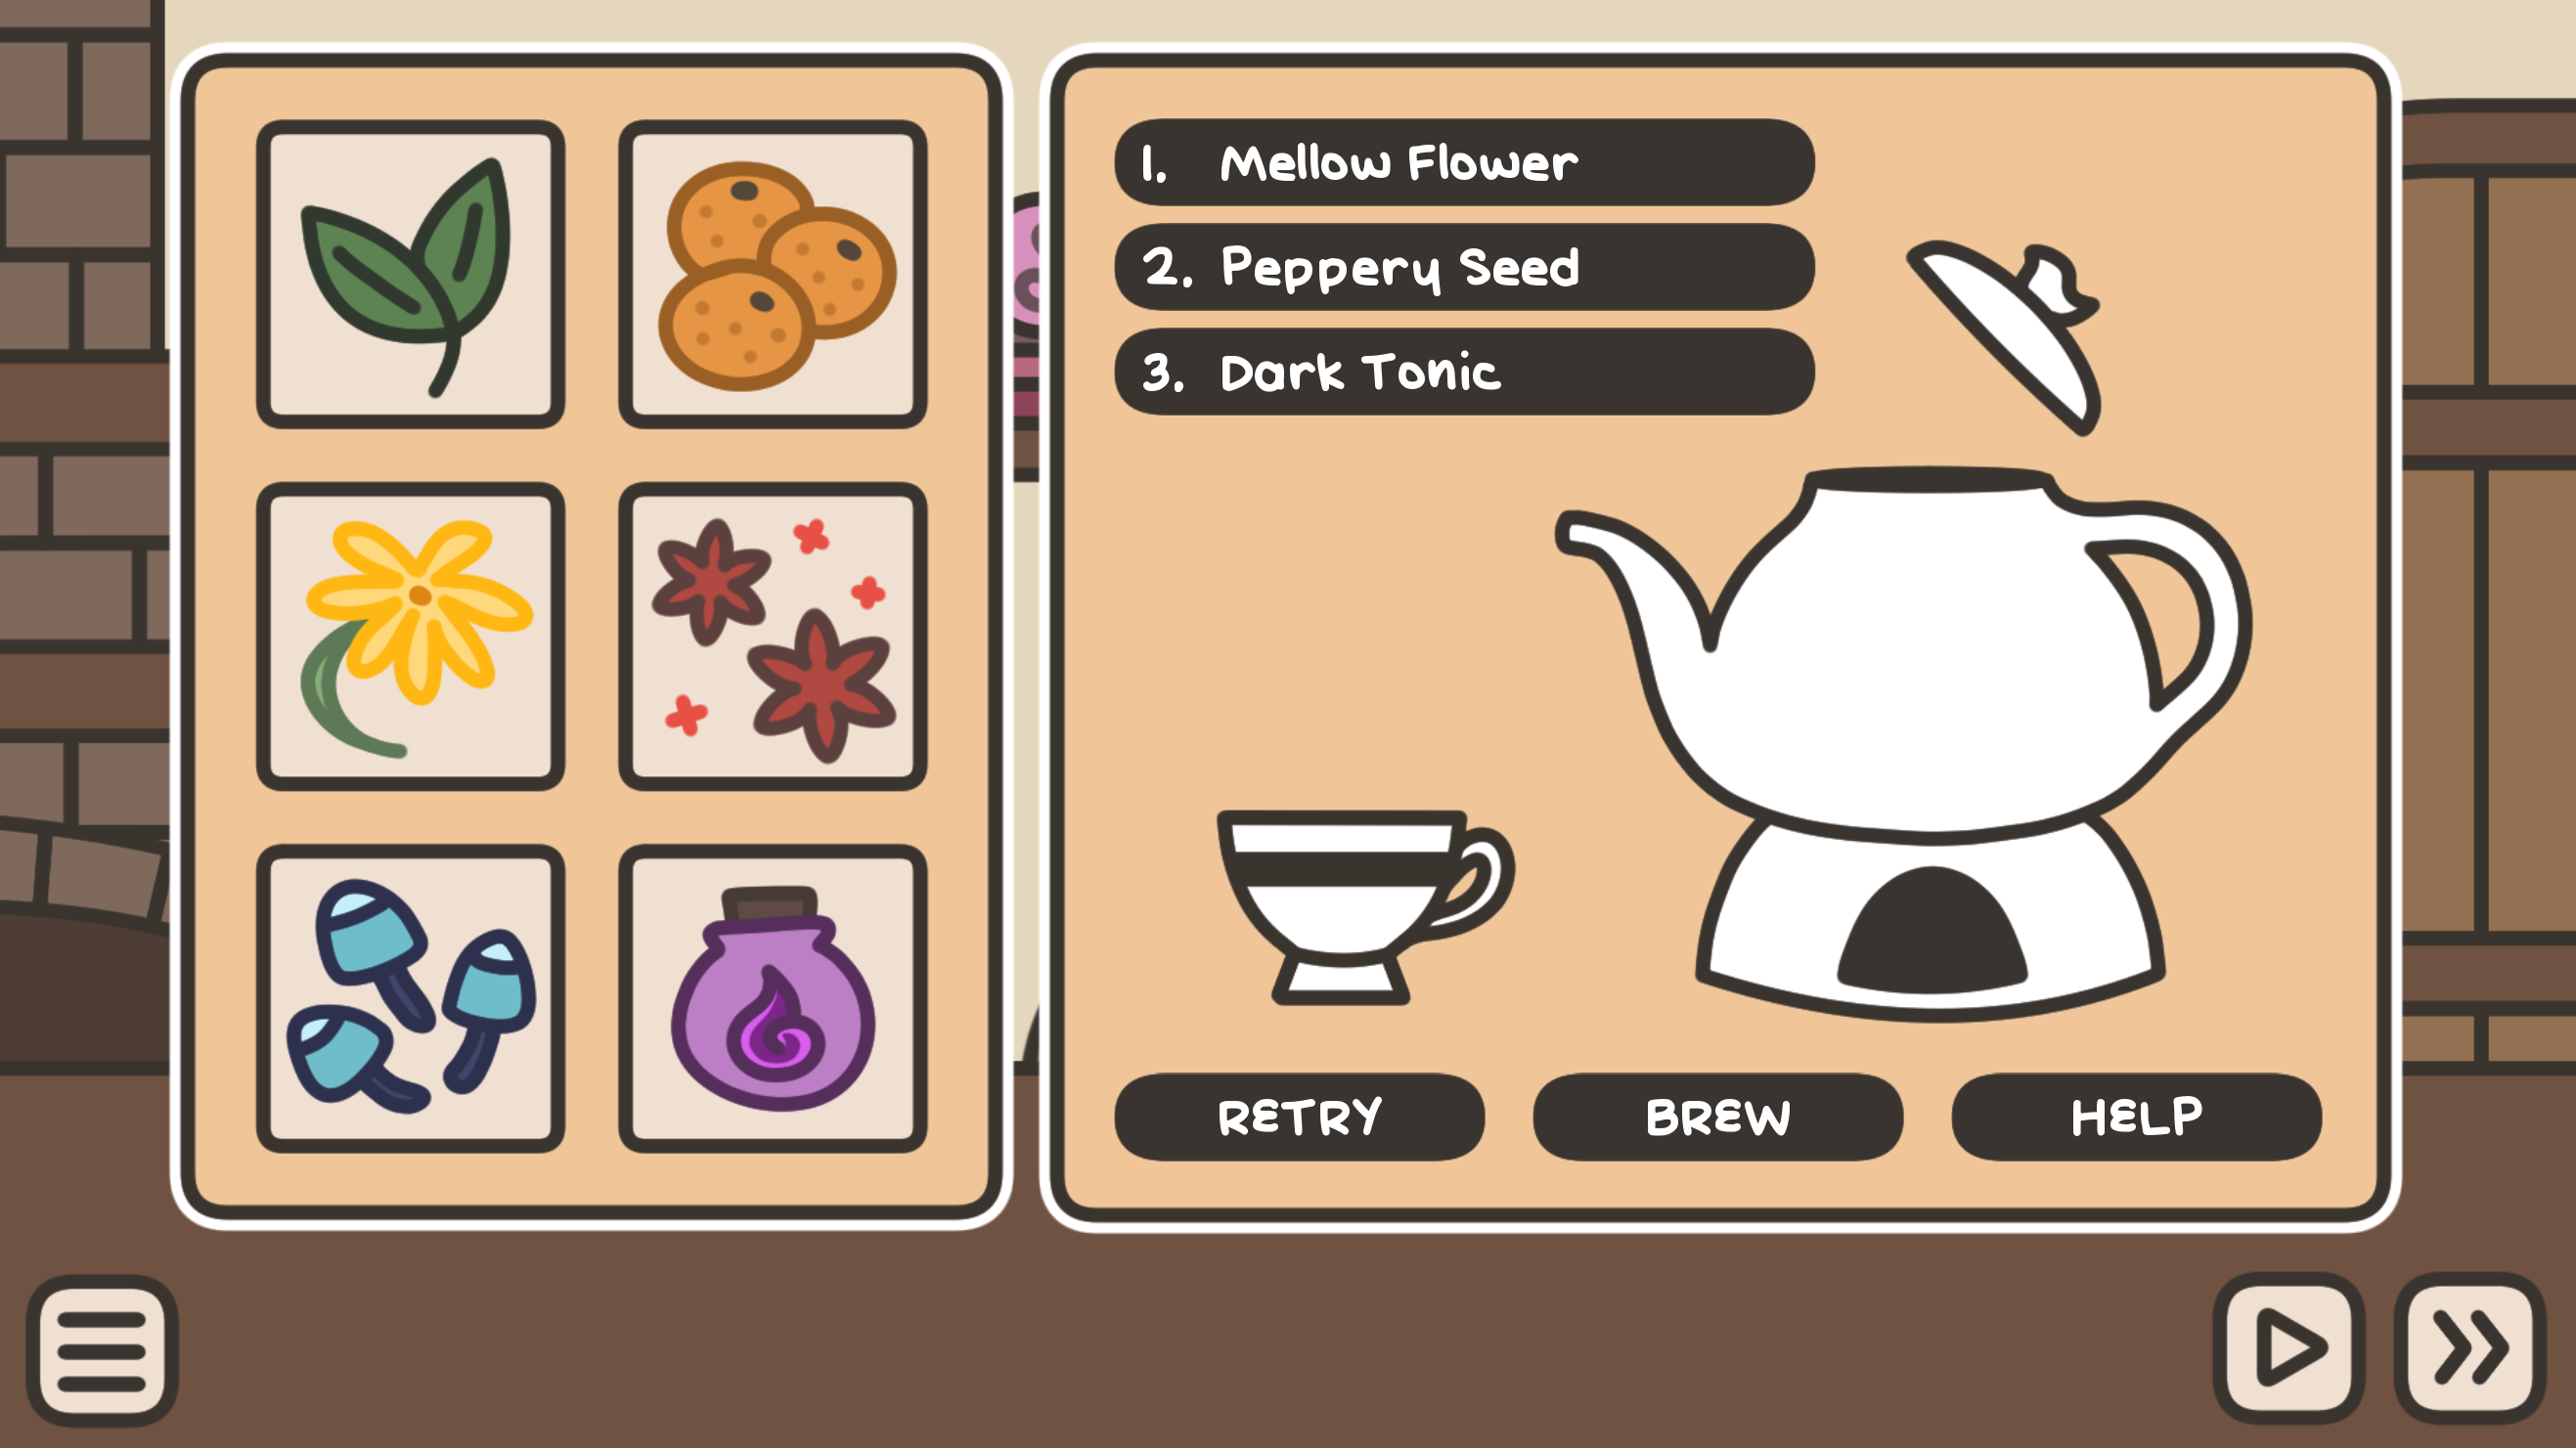 1. Mellow Flower
2. Peppery Seed
3. Dark Tonic
RETRY
BREW
HELP